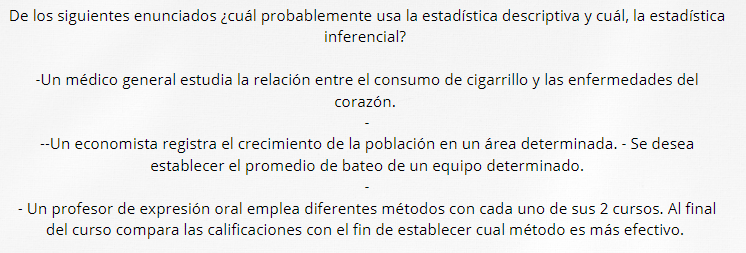 De los siguientes enunciados ¿cuál probablemente usa la estadística descriptiva y cuál, la estadística
inferencial?
-Un médico general estudia la relación entre el consumo de cigarrillo y las enfermedades del
corazón.
-
--Un economista registra el crecimiento de la población en un área determinada. - Se desea
establecer el promedio de bateo de un equipo determinado.
-
- Un profesor de expresión oral emplea diferentes métodos con cada uno de sus 2 cursos. Al final
del curso compara las calificaciones con el fin de establecer cual método es más efectivo.